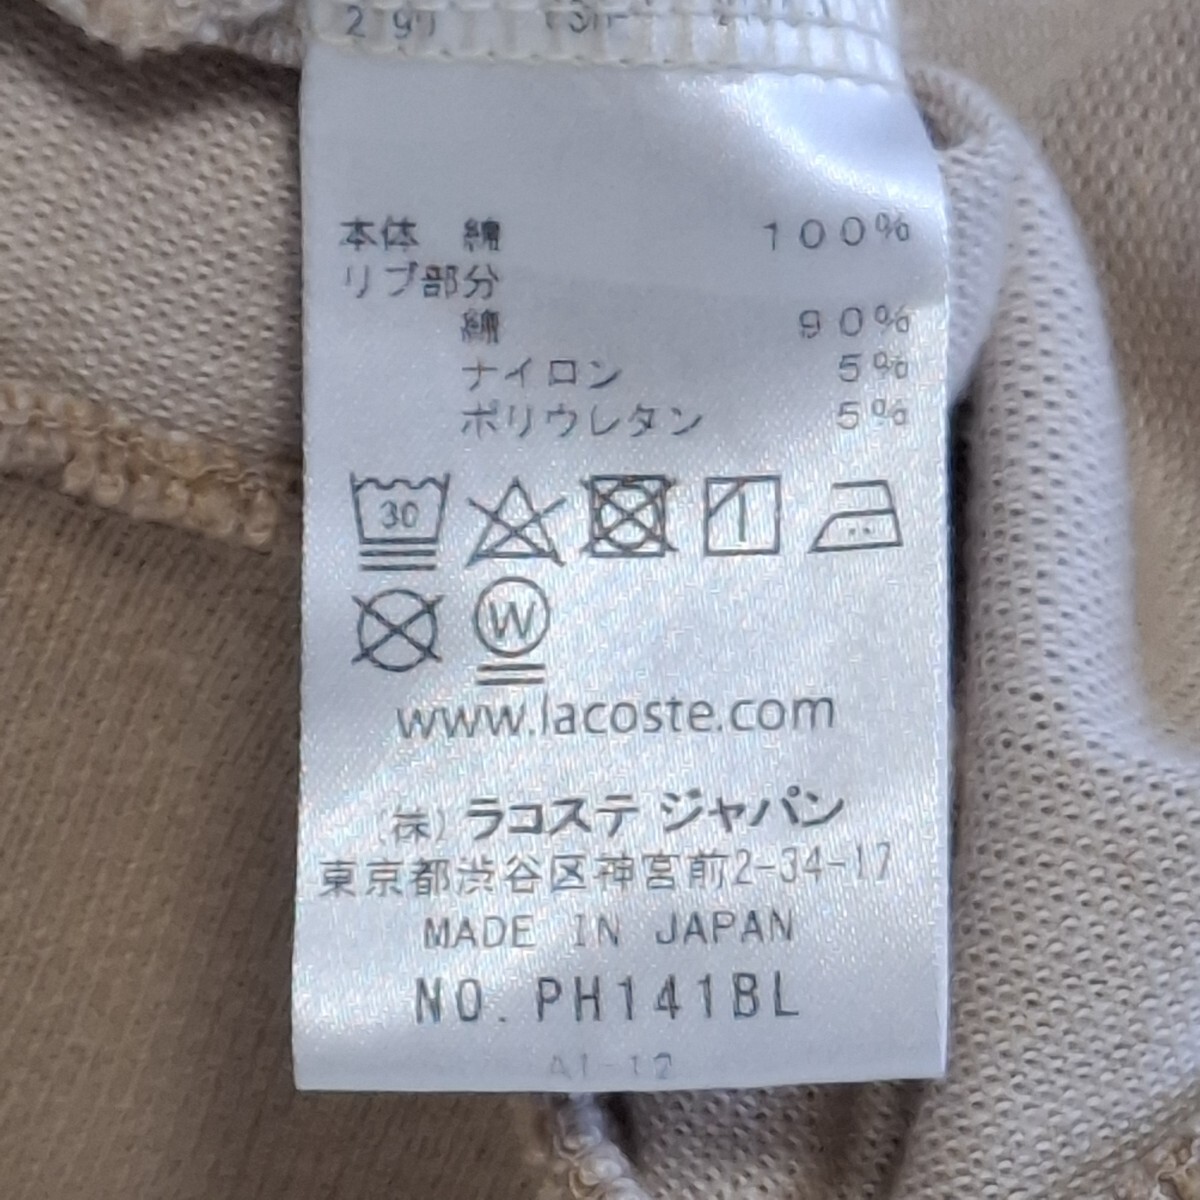 本体 綿 100%
リブ部分
綿 90%
ナイロン 5%
ポリウレタン 5%
30
W
www.lacoste.com
(株) ラコステ ジャパン
東京都渋谷区神宮前2-34-17
MADE IN JAPAN
NO. PH141BL